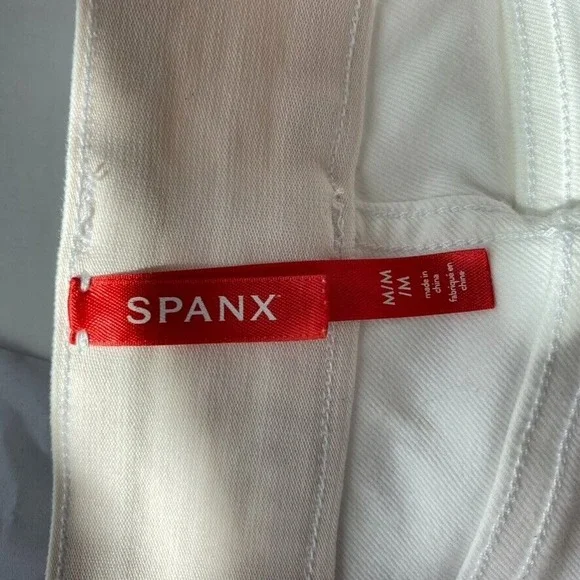 SPANX
M/M
/M
made in
china
fabriqué en
chine